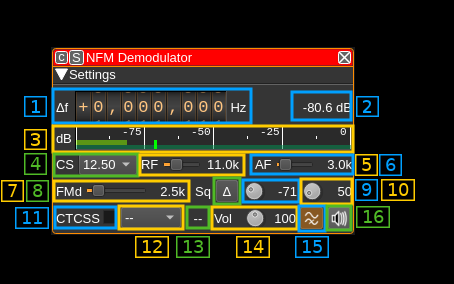 C S NFM Demodulator
Settings
1 Δf +0,000,000 Hz -80.6 dB 2
3 dB -75 -50 -25 0
4 CS 12.50 RF 11.0k AF 3.0k 5 6
7 8 FMd 2.5k Sq Δ -71 50 9 10
11 CTCSS -- -- Vol 100 16
12 13 14 15